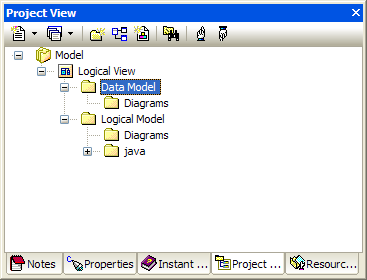 Project View
Model
Logical View
Data Model
Diagrams
Logical Model
Diagrams
java
Notes Properties Instant ... Project ... Resourc...